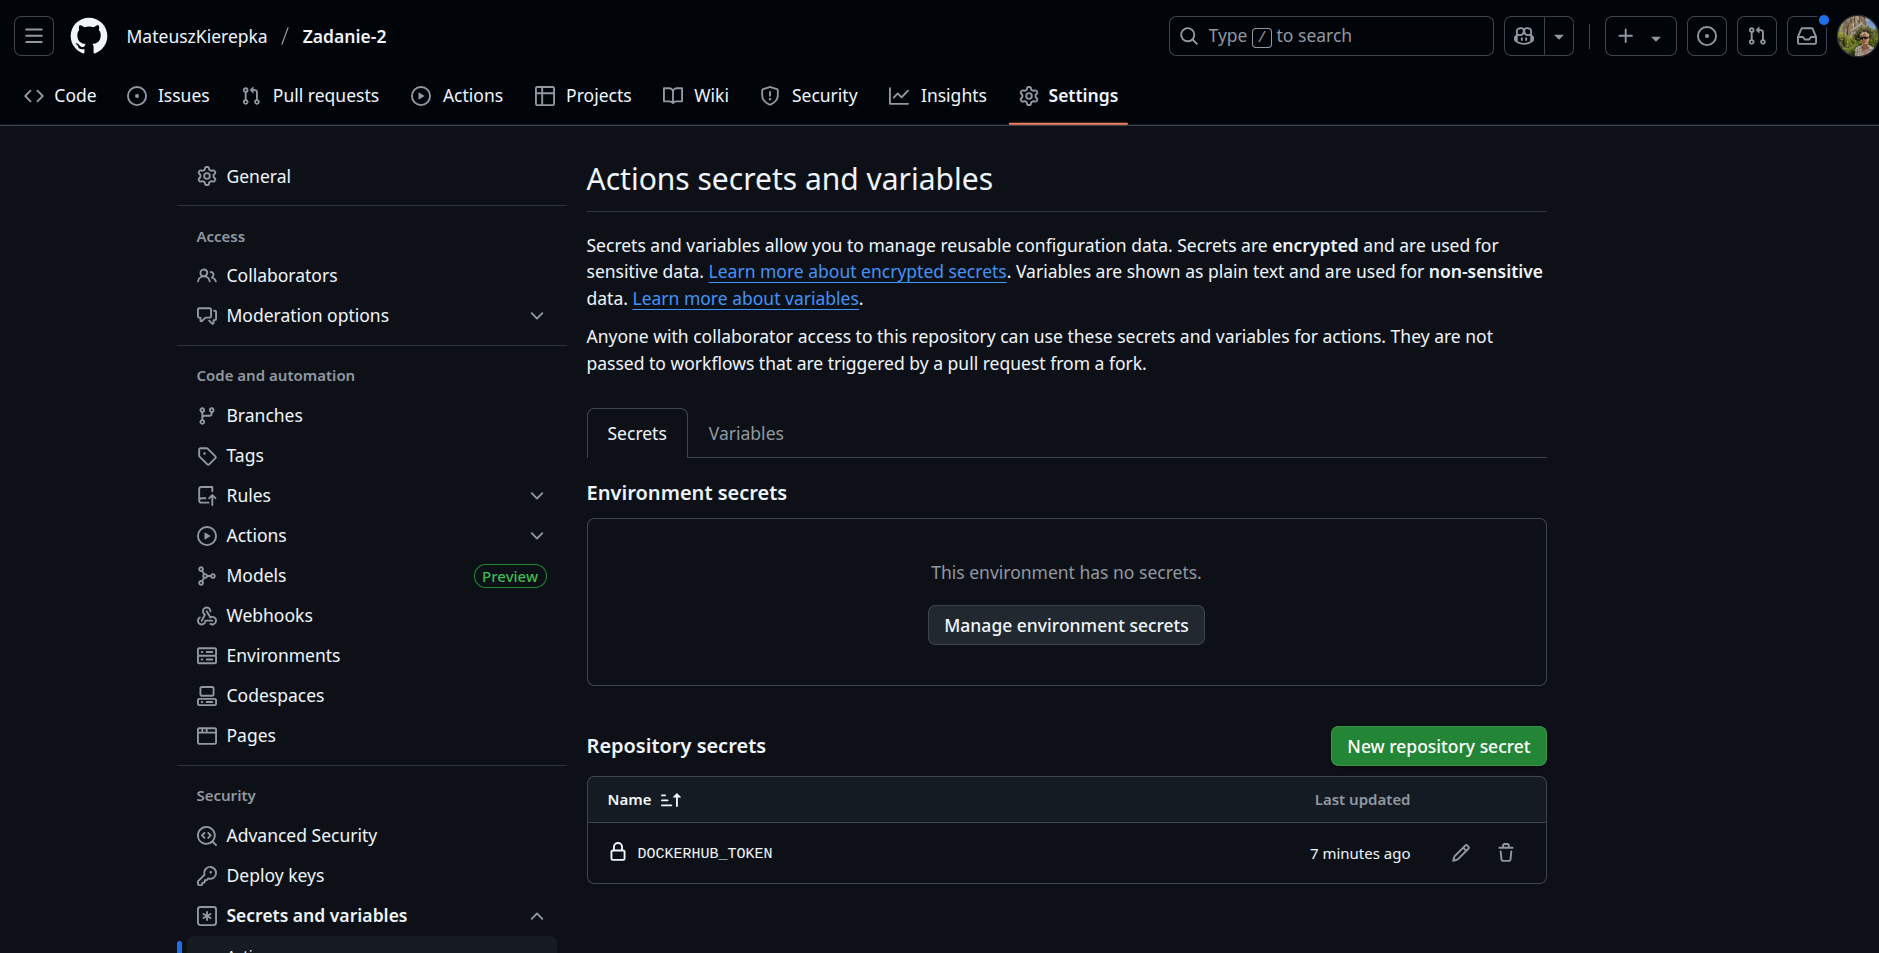 MateuszKierepka / Zadanie-2
Type / to search
Code
Issues
Pull requests
Actions
Projects
Wiki
Security
Insights
Settings
General
Access
Collaborators
Moderation options
Code and automation
Branches
Tags
Rules
Actions
Models
Preview
Webhooks
Environments
Codespaces
Pages
Security
Advanced Security
Deploy keys
Secrets and variables
Actions secrets and variables
Secrets and variables allow you to manage reusable configuration data. Secrets are encrypted and are used for
sensitive data. Learn more about encrypted secrets. Variables are shown as plain text and are used for non-sensitive
data. Learn more about variables.
Anyone with collaborator access to this repository can use these secrets and variables for actions. They are not
passed to workflows that are triggered by a pull request from a fork.
Secrets
Variables
Environment secrets
This environment has no secrets.
Manage environment secrets
Repository secrets
New repository secret
Name
Last updated
DOCKERHUB_TOKEN
7 minutes ago